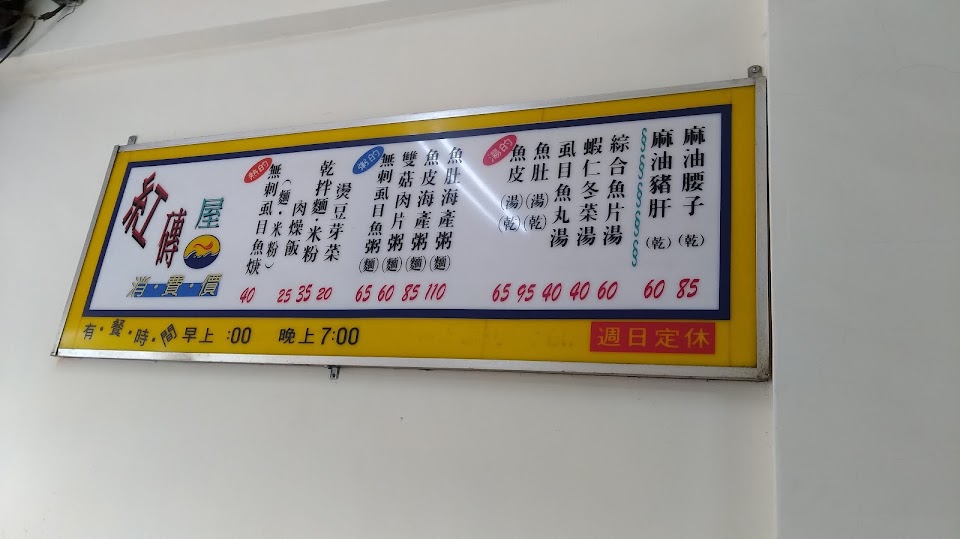 紅磚屋
消·費·價
熱的
無刺虱目魚焿
(麵·米粉)
40
肉燥飯
25
乾拌麵·米粉
35
燙豆芽菜
20
粥的
無刺虱目魚粥(麵)
65
雙菇肉片粥(麵)
60
魚皮海產粥(麵)
85
魚肚海產粥(麵)
110
湯的
魚皮(湯)(乾)
65
魚肚(湯)(乾)
95
虱目魚丸湯
40
蝦仁冬菜湯
40
綜合魚片湯
60
麻油豬肝(乾)
60
麻油腰子(乾)
85
有·餐·時·間 早上 :00 晚上7:00
週日定休